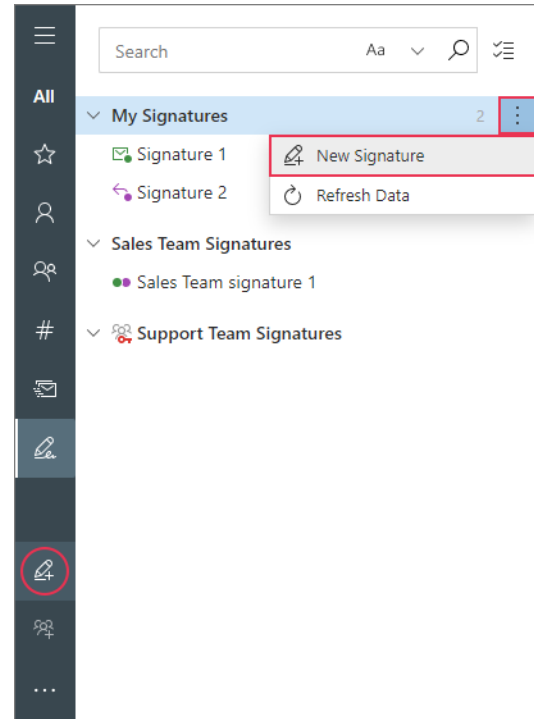 Search Aa
All
My Signatures 2
Signature 1
New Signature
Signature 2
Refresh Data
Sales Team Signatures
Sales Team signature 1
#
Support Team Signatures